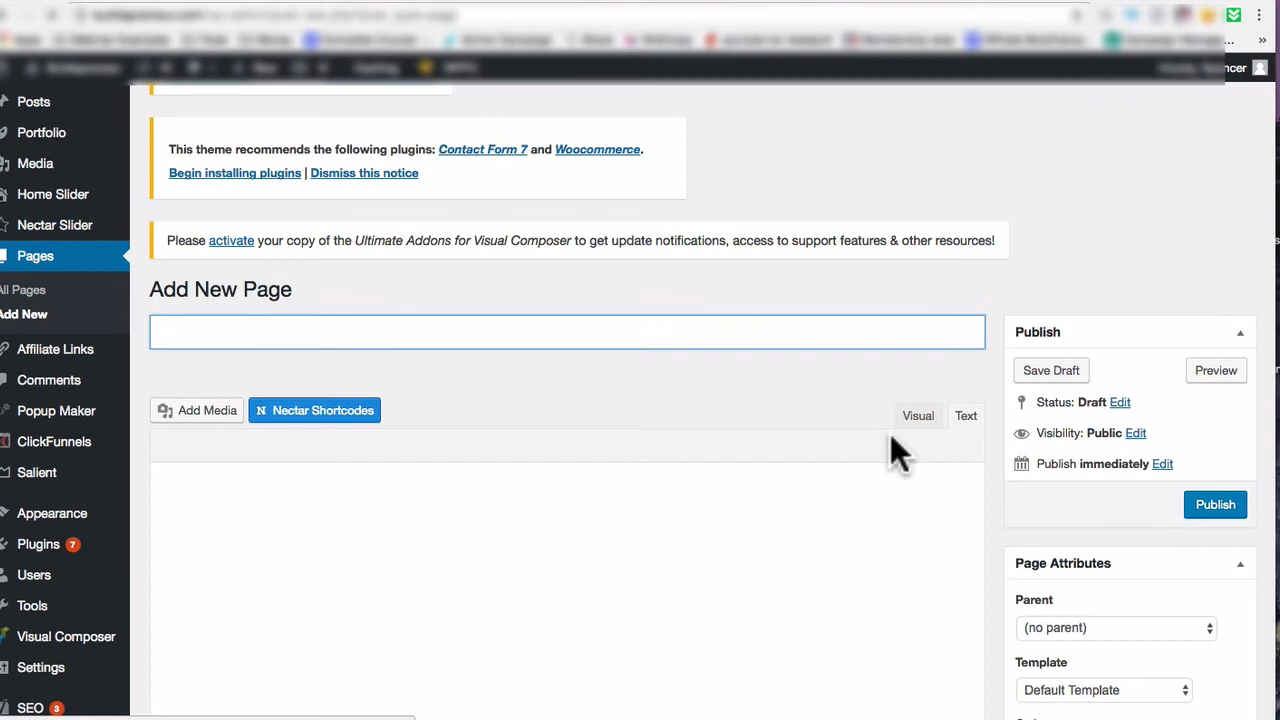 Spencer
Posts
Portfolio
Media
Home Slider
Nectar Slider
Pages
All Pages
Add New
Affiliate Links
Comments
Popup Maker
ClickFunnels
Salient
Appearance
Plugins 7
Users
Tools
Visual Composer
Settings
SEO 3
This theme recommends the following plugins: Contact Form 7 and Woocommerce.
Begin installing plugins | Dismiss this notice
Please activate your copy of the Ultimate Addons for Visual Composer to get update notifications, access to support features & other resources!
Add New Page
Add Media
N Nectar Shortcodes
Visual
Text
Publish
Save Draft
Preview
Status: Draft Edit
Visibility: Public Edit
Publish immediately Edit
Publish
Page Attributes
Parent
(no parent)
Template
Default Template